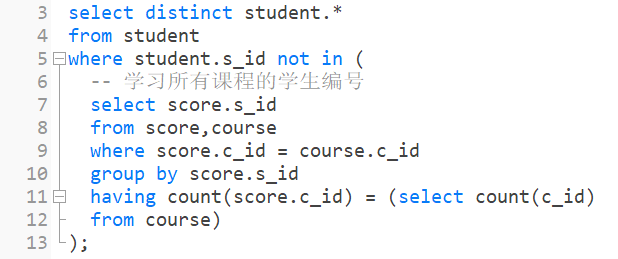 3 select distinct student.*
4 from student
5 where student.s_id not in (
6 -- 学习所有课程的学生编号
7 select score.s_id
8 from score,course
9 where score.c_id = course.c_id
10 group by score.s_id
11 having count(score.c_id) = (select count(c_id)
12 from course)
13 );